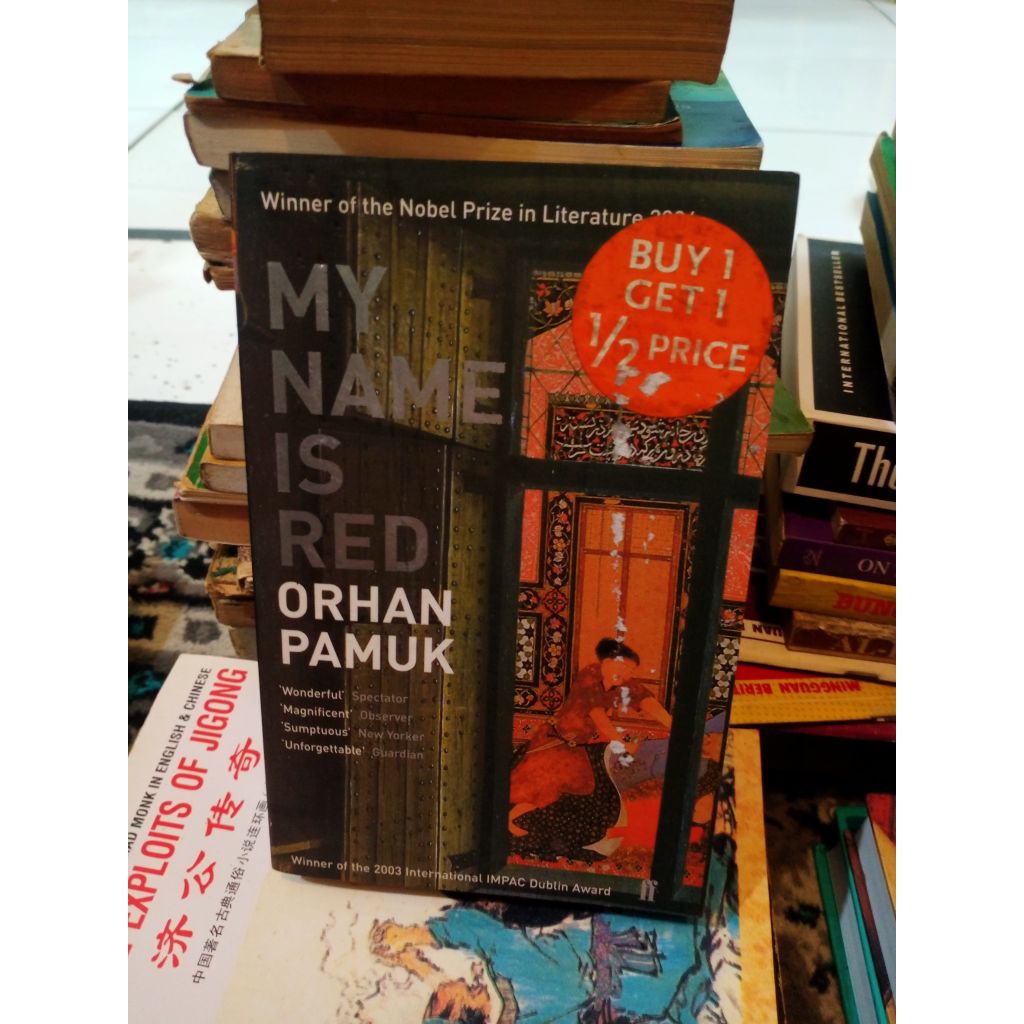 Winner of the Nobel Prize in Literature
BUY 1
GET 1
1/2 PRICE
MY
NAME
IS
RED
ORHAN
PAMUK
'Wonderful' Spectator
'Magnificent' Observer
'Sumptuous' New Yorker
'Unforgettable' Guardian
Winner of the 2003 International IMPAC Dublin Award
ff
INTERNATIONAL BESTSELLER
The
ON
BUN
MINGGUAN BERIT
MONK IN ENGLISH & CHINESE
EXPLOITS OF JIGONG
济公传奇
中国著名古典通俗小说连环画